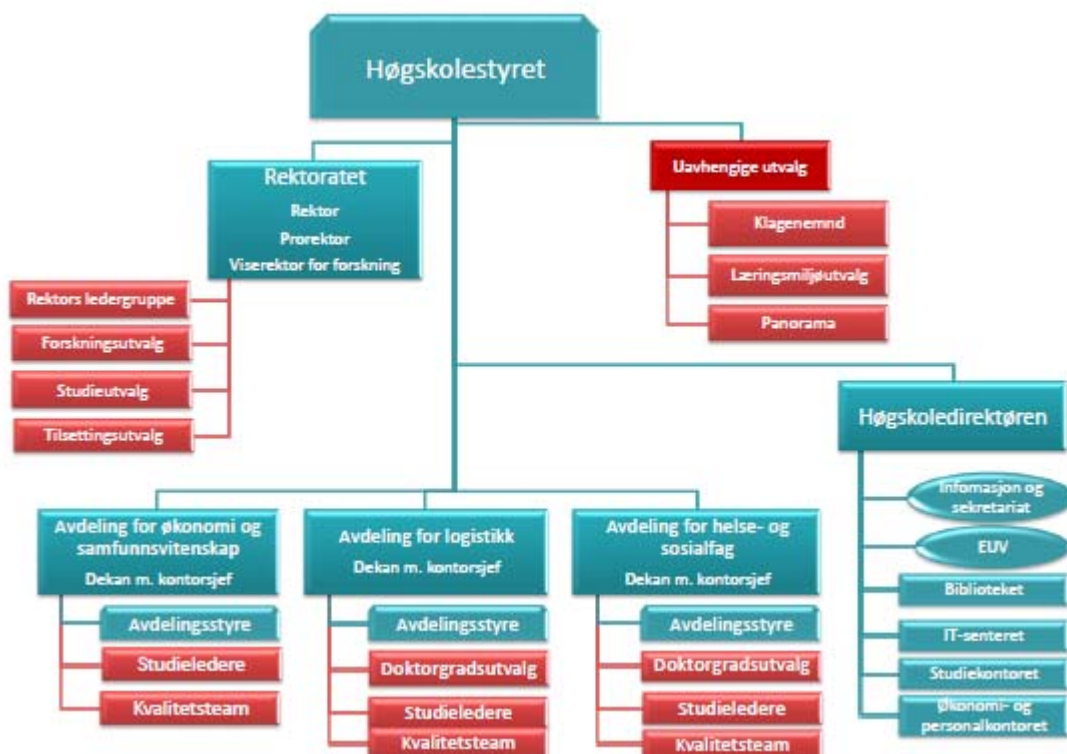 Høgskolestyret
Rektoratet
Rektor
Prorektor
Viserektor for forskning
Rektors ledergruppe
Forskningsutvalg
Studieutvalg
Tilsettingsutvalg
Uavhengige utvalg
Klagenemnd
Læringsmiljøutvalg
Panorama
Høgskoledirektøren
Infomasjon og
sekretariat
EUV
Biblioteket
IT-senteret
Studiekontoret
Økonomi- og
personalkontoret
Avdeling for økonomi og
samfunnsvitenskap
Dekan m. kontorsjef
Avdelingsstyre
Studieledere
Kvalitetsteam
Avdeling for logistikk
Dekan m. kontorsjef
Avdelingsstyre
Doktorgradsutvalg
Studieledere
Kvalitetsteam
Avdeling for helse- og
sosialfag
Dekan m. kontorsjef
Avdelingsstyre
Doktorgradsutvalg
Studieledere
Kvalitetsteam